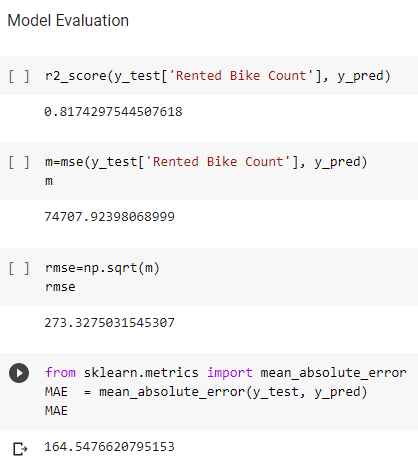 Model Evaluation
[ ] r2_score(y_test['Rented Bike Count'], y_pred)
0.8174297544507618
[ ] m=mse(y_test['Rented Bike Count'], y_pred)
m
74707.92398068999
[ ] rmse=np.sqrt(m)
rmse
273.3275031545307
from sklearn.metrics import mean_absolute_error
MAE  = mean_absolute_error(y_test, y_pred)
MAE
164.5476620795153